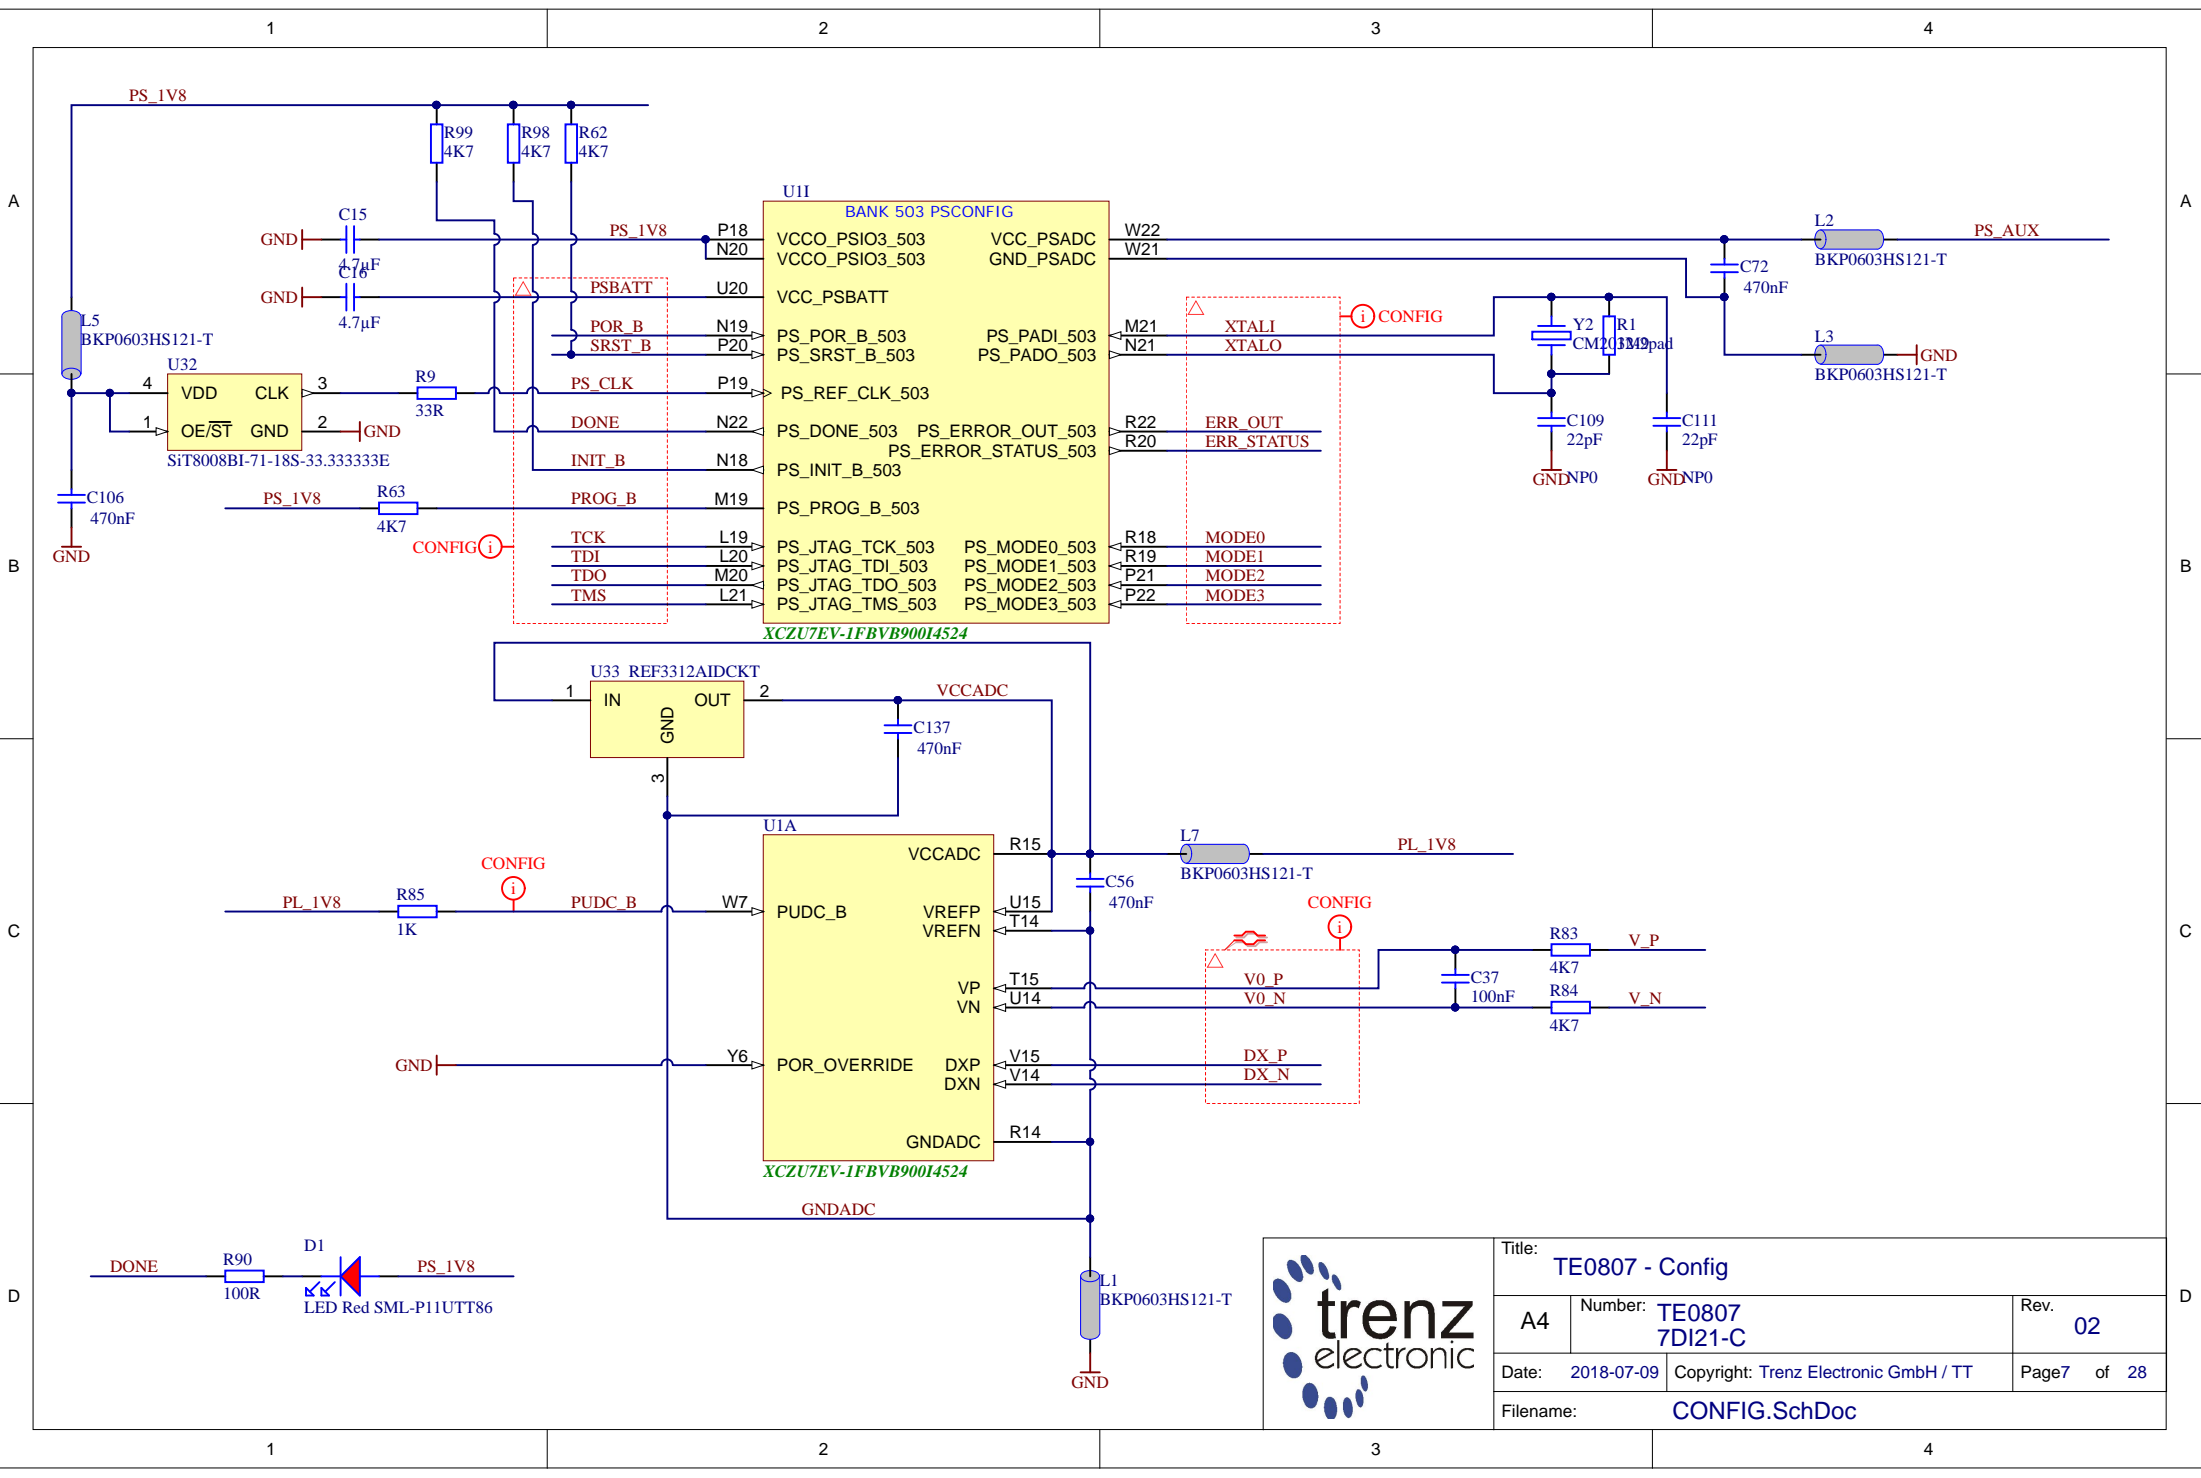 1 2 3 4
A A
B B
C C
D D
PS_1V8
R99 4K7
R98 4K7
R62 4K7
U1I
BANK 503 PSCONFIG
C15
GND
4.7µF
PS_1V8
P18 VCCO_PSIO3_503
N20 VCCO_PSIO3_503
C16
GND
4.7µF
PSBATT
U20 VCC_PSBATT
POR_B N19 PS_POR_B_503
SRST_B P20 PS_SRST_B_503
PS_CLK P19 PS_REF_CLK_503
DONE N22 PS_DONE_503
INIT_B N18 PS_INIT_B_503
PS_1V8 R63 4K7 PROG_B M19 PS_PROG_B_503
CONFIG
TCK L19 PS_JTAG_TCK_503
TDI L20 PS_JTAG_TDI_503
TDO M20 PS_JTAG_TDO_503
TMS L21 PS_JTAG_TMS_503
VCC_PSADC W22
GND_PSADC W21
PS_PADI_503 M21 XTALI
PS_PADO_503 N21 XTALO
PS_ERROR_OUT_503 R22 ERR_OUT
PS_ERROR_STATUS_503 R20 ERR_STATUS
PS_MODE0_503 R18 MODE0
PS_MODE1_503 R19 MODE1
PS_MODE2_503 P21 MODE2
PS_MODE3_503 P22 MODE3
XCZU7EV-1FBVB900I4524
i CONFIG
L2
BKP0603HS121-T
PS_AUX
C72
470nF
L3
BKP0603HS121-T
GND
Y2
R1
C109
22pF
GND NP0
C111
22pF
GND NP0
L5
BKP0603HS121-T
U32
4 VDD CLK 3
1 OE/ST GND 2
GND
SiT8008BI-71-18S-33.333333E
R9
33R
C106
470nF
GND
U33 REF3312AIDCKT
1 IN OUT 2
GND
3
VCCADC
C137
470nF
U1A
VCCADC R15
L7
BKP0603HS121-T
PL_1V8
C56
470nF
CONFIG
i
PL_1V8 R85 1K PUDC_B W7 PUDC_B
VREFP U15
VREFN T14
CONFIG
i
VP T15 V0_P
VN U14 V0_N
C37
100nF
R83 4K7 V_P
R84 4K7 V_N
GND Y6 POR_OVERRIDE
DXP V15 DX_P
DXN V14 DX_N
GNDADC R14
XCZU7EV-1FBVB900I4524
GNDADC
L1
BKP0603HS121-T
GND
DONE R90 100R D1 PS_1V8
LED Red SML-P11UTT86
trenz
electronic
Title:
TE0807 - Config
A4
Number: TE0807
7DI21-C
Rev.
02
Date: 2018-07-09
Copyright: Trenz Electronic GmbH / TT
Page7 of 28
Filename: CONFIG.SchDoc
1 2 3 4